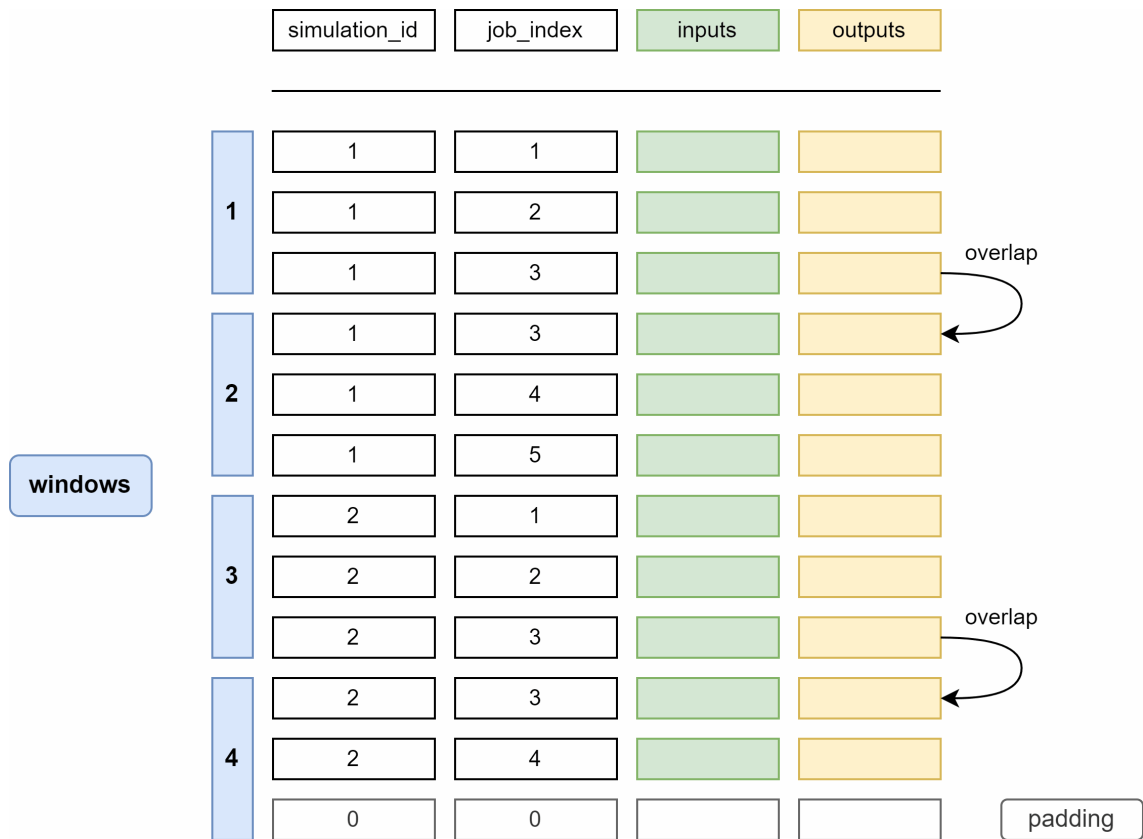 simulation_id job_index inputs outputs
1 1
1 1 2
1 3
overlap
1 3
2 1 4
1 5
windows
2 1
3 2 2
2 3
overlap
2 3
4 2 4
0 0 padding